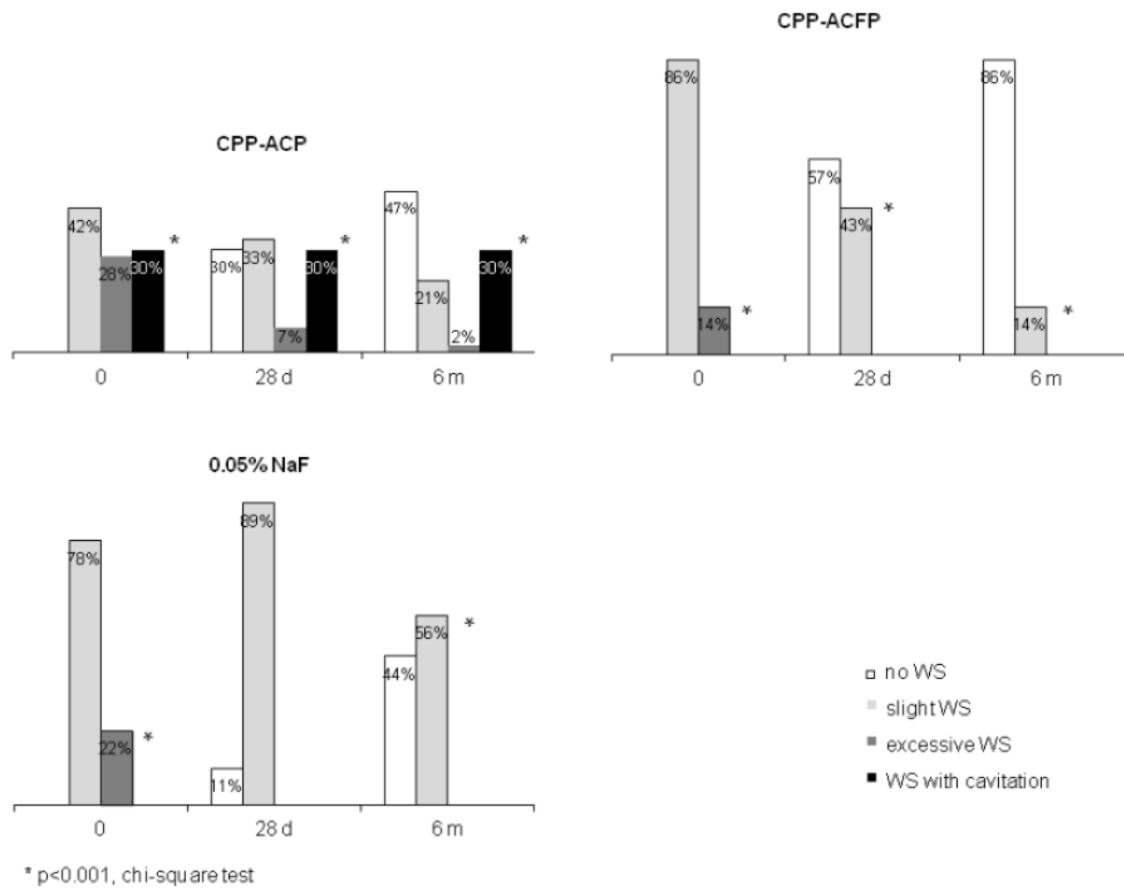 CPP-ACP
42%
28%
30%
*
30%
33%
7%
30%
*
47%
21%
2%
30%
*
0
28 d
6 m
CPP-ACFP
86%
14%
*
57%
43%
*
86%
14%
*
0
28 d
6 m
0.05% NaF
78%
22%
*
11%
89%
44%
56%
*
0
28 d
6 m
no WS
slight WS
excessive WS
WS with cavitation
* p<0.001, chi-square test